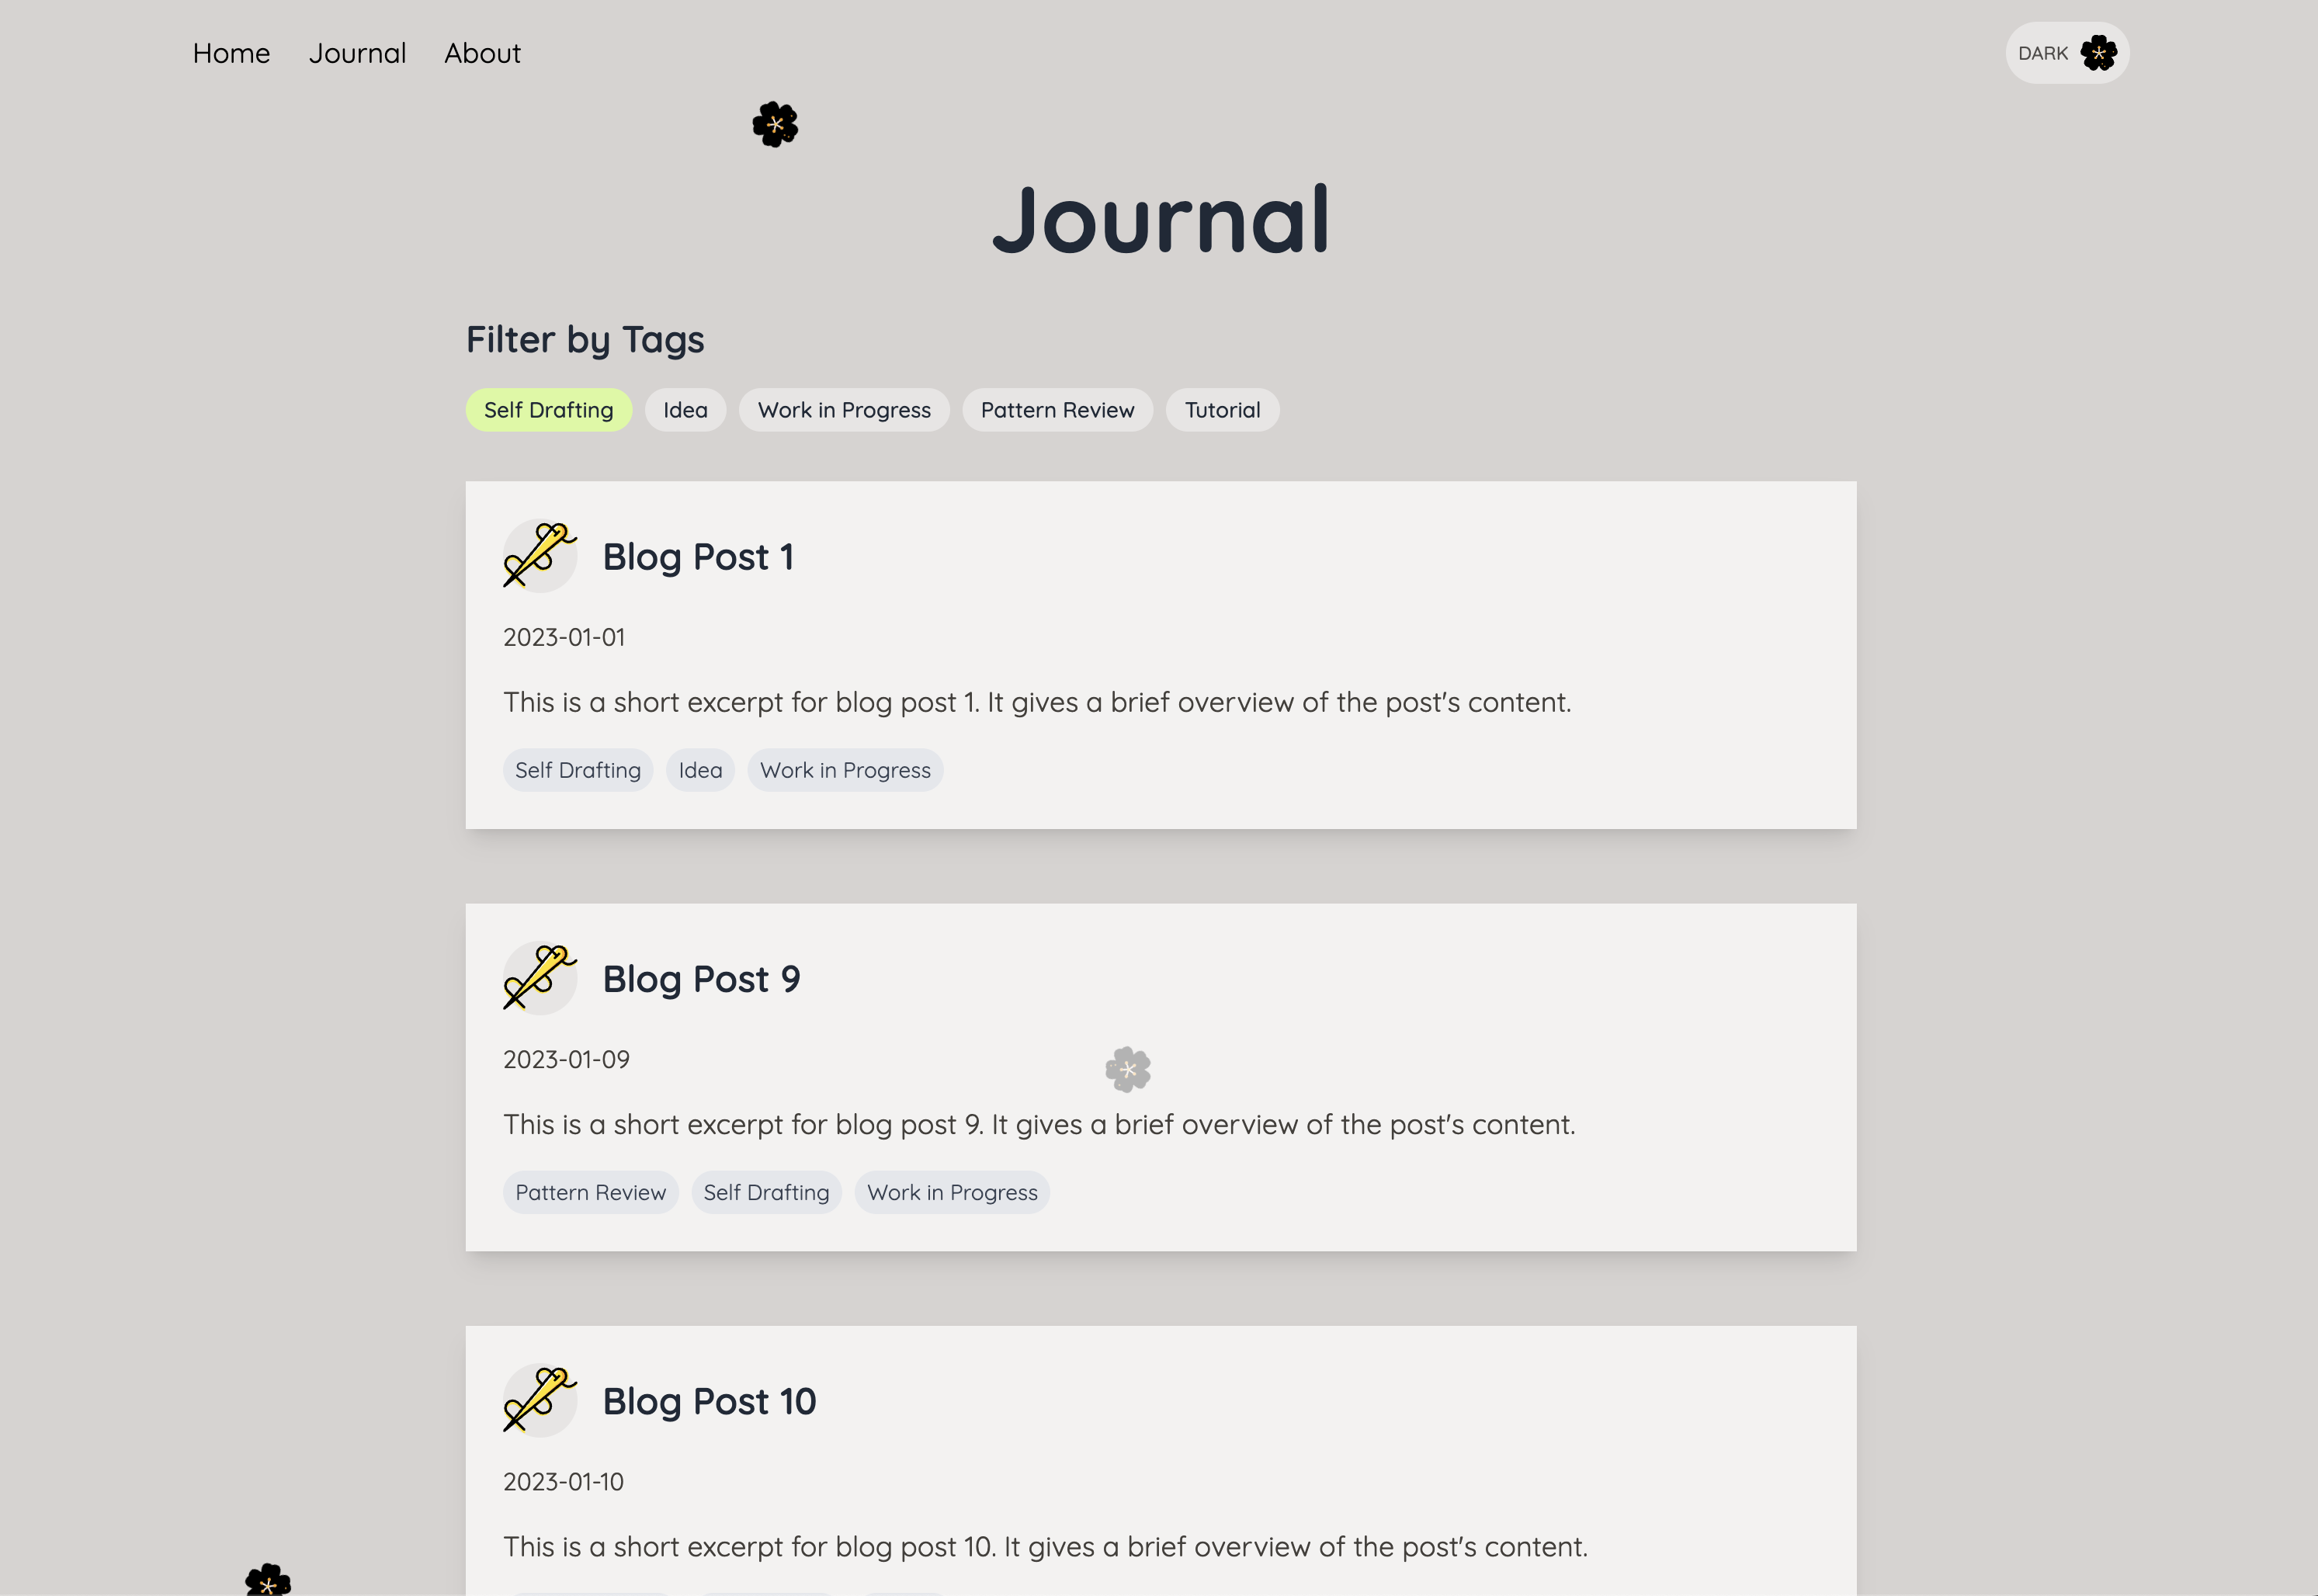 Home Journal About DARK
Journal
Filter by Tags
Self Drafting Idea Work in Progress Pattern Review Tutorial
Blog Post 1
2023-01-01
This is a short excerpt for blog post 1. It gives a brief overview of the post's content.
Self Drafting Idea Work in Progress
Blog Post 9
2023-01-09
This is a short excerpt for blog post 9. It gives a brief overview of the post's content.
Pattern Review Self Drafting Work in Progress
Blog Post 10
2023-01-10
This is a short excerpt for blog post 10. It gives a brief overview of the post's content.